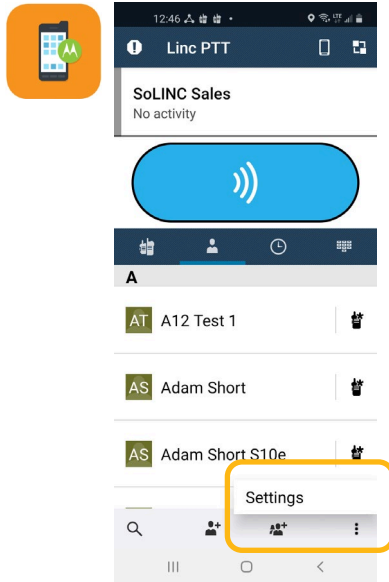 12:46
LTE
Linc PTT
SoLINC Sales
No activity
A
AT A12 Test 1
AS Adam Short
AS Adam Short S10e
Settings